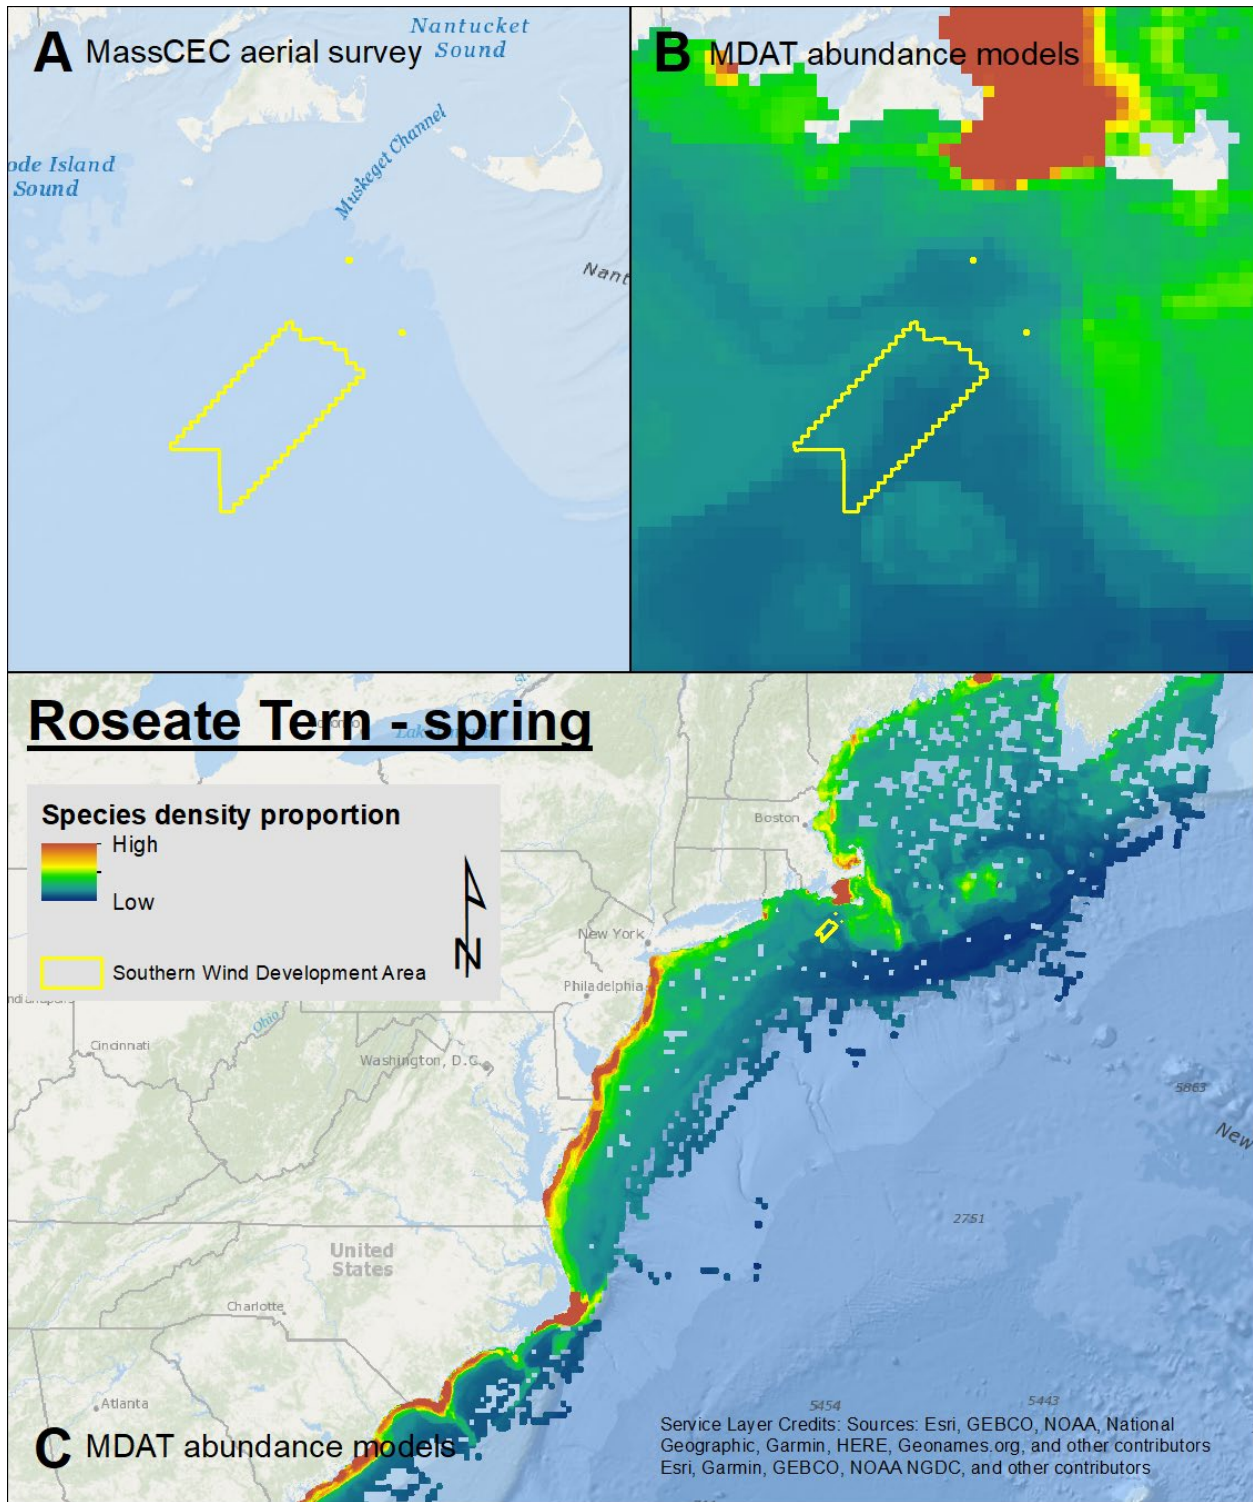 A MassCEC aerial survey
Nantucket
Sound
Muskeget Channel
ode Island
Sound
Nant
B MDAT abundance models
Roseate Tern - spring
Species density proportion
High
Low
N
Southern Wind Development Area
Boston
New York
Philadelphia
Ohio
Cincinnati
Washington, D.C.
5863
New
2751
United
States
Charlotte
Atlanta
5454
5443
C MDAT abundance models
Service Layer Credits: Sources: Esri, GEBCO, NOAA, National
Geographic, Garmin, HERE, Geonames.org, and other contributors
Esri, Garmin, GEBCO, NOAA NGDC, and other contributors